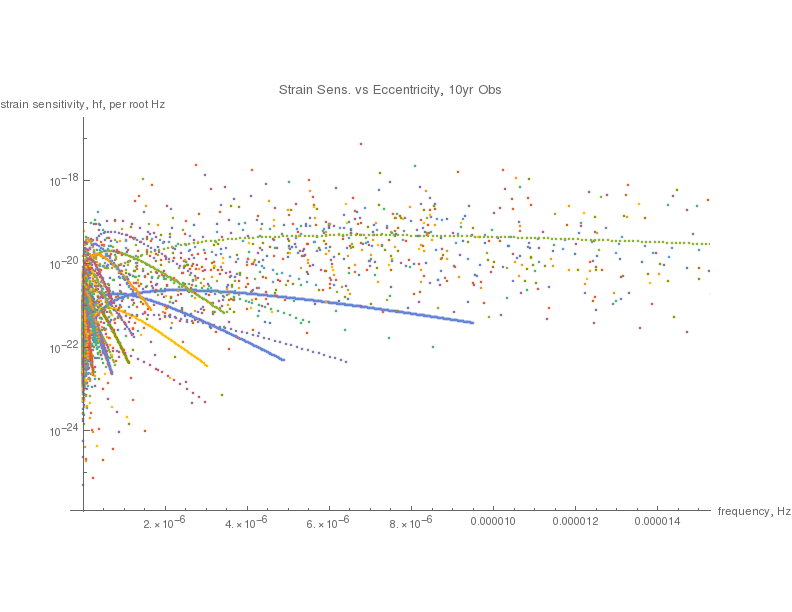 Strain Sens. vs Eccentricity, 10yr Obs
strain sensitivity, hf, per root Hz
10⁻¹⁸
10⁻²⁰
10⁻²²
10⁻²⁴
2. × 10⁻⁶ 4. × 10⁻⁶ 6. × 10⁻⁶ 8. × 10⁻⁶ 0.000010 0.000012 0.000014
frequency, Hz